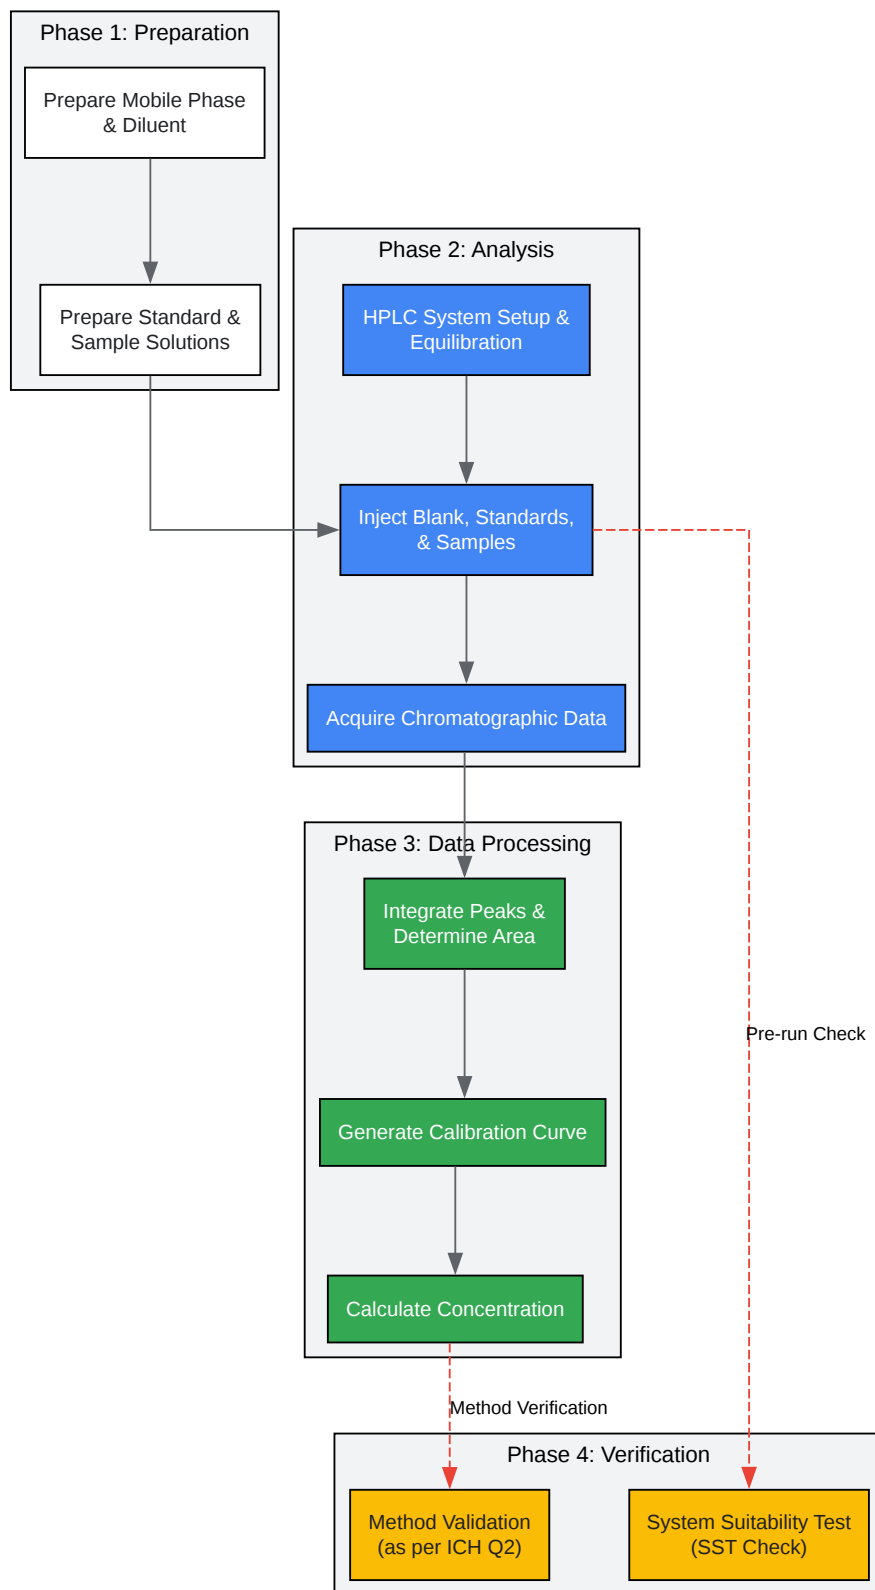 Phase 1: Preparation
Prepare Mobile Phase
& Diluent
Prepare Standard &
Sample Solutions
Phase 2: Analysis
HPLC System Setup &
Equilibration
Inject Blank, Standards,
& Samples
Acquire Chromatographic Data
Phase 3: Data Processing
Integrate Peaks &
Determine Area
Pre-run Check
Generate Calibration Curve
Calculate Concentration
Method Verification
Phase 4: Verification
Method Validation
(as per ICH Q2)
System Suitability Test
(SST Check)